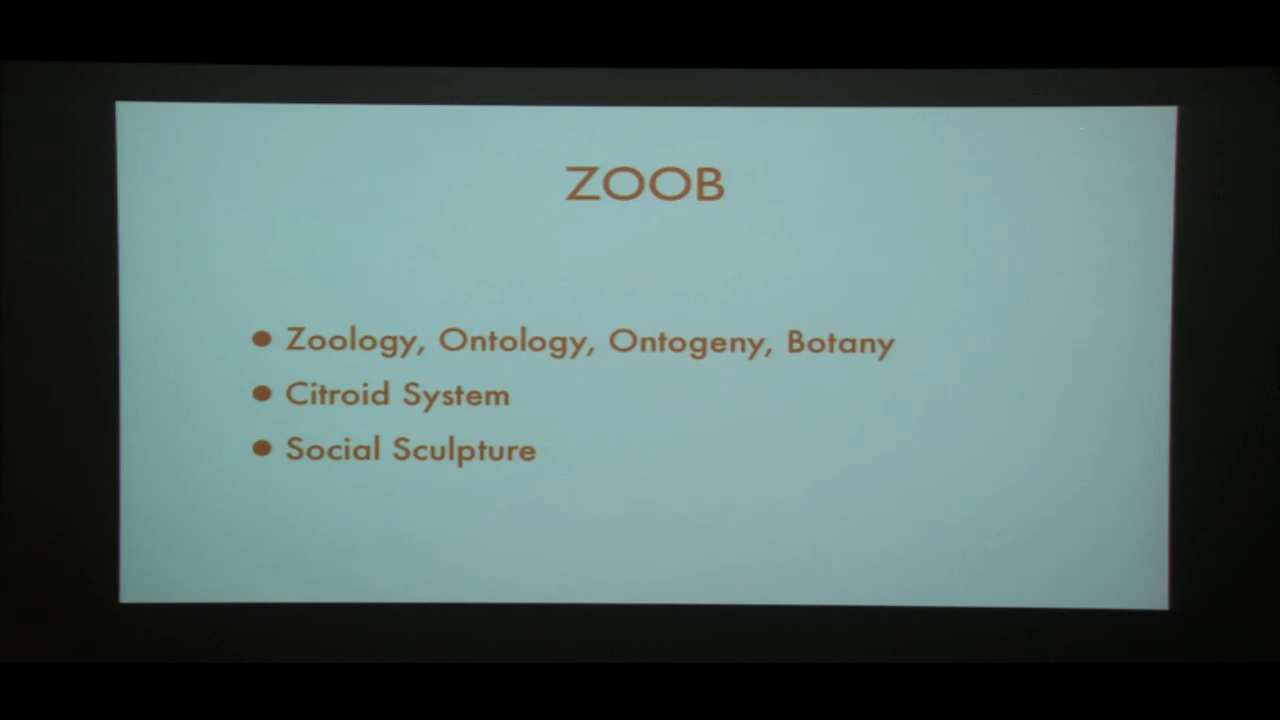 ZOOB
● Zoology, Ontology, Ontogeny, Botany
● Citroid System
● Social Sculpture